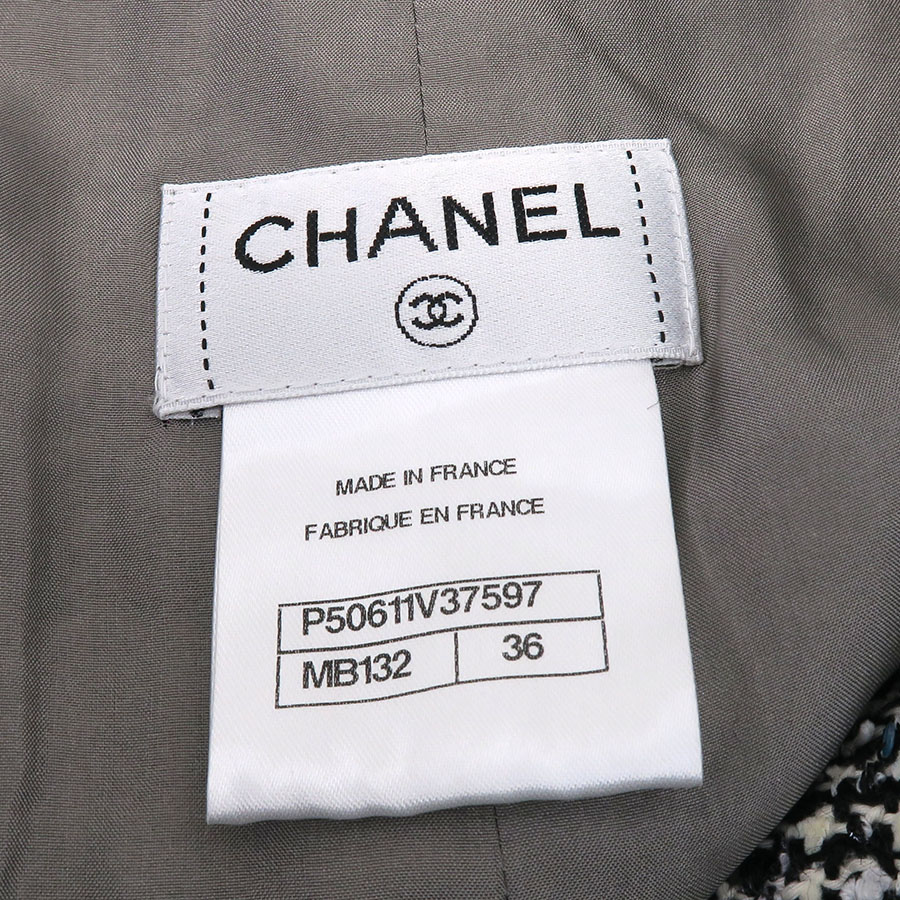 CHANEL
MADE IN FRANCE
FABRIQUE EN FRANCE
P50611V37597
MB132 36